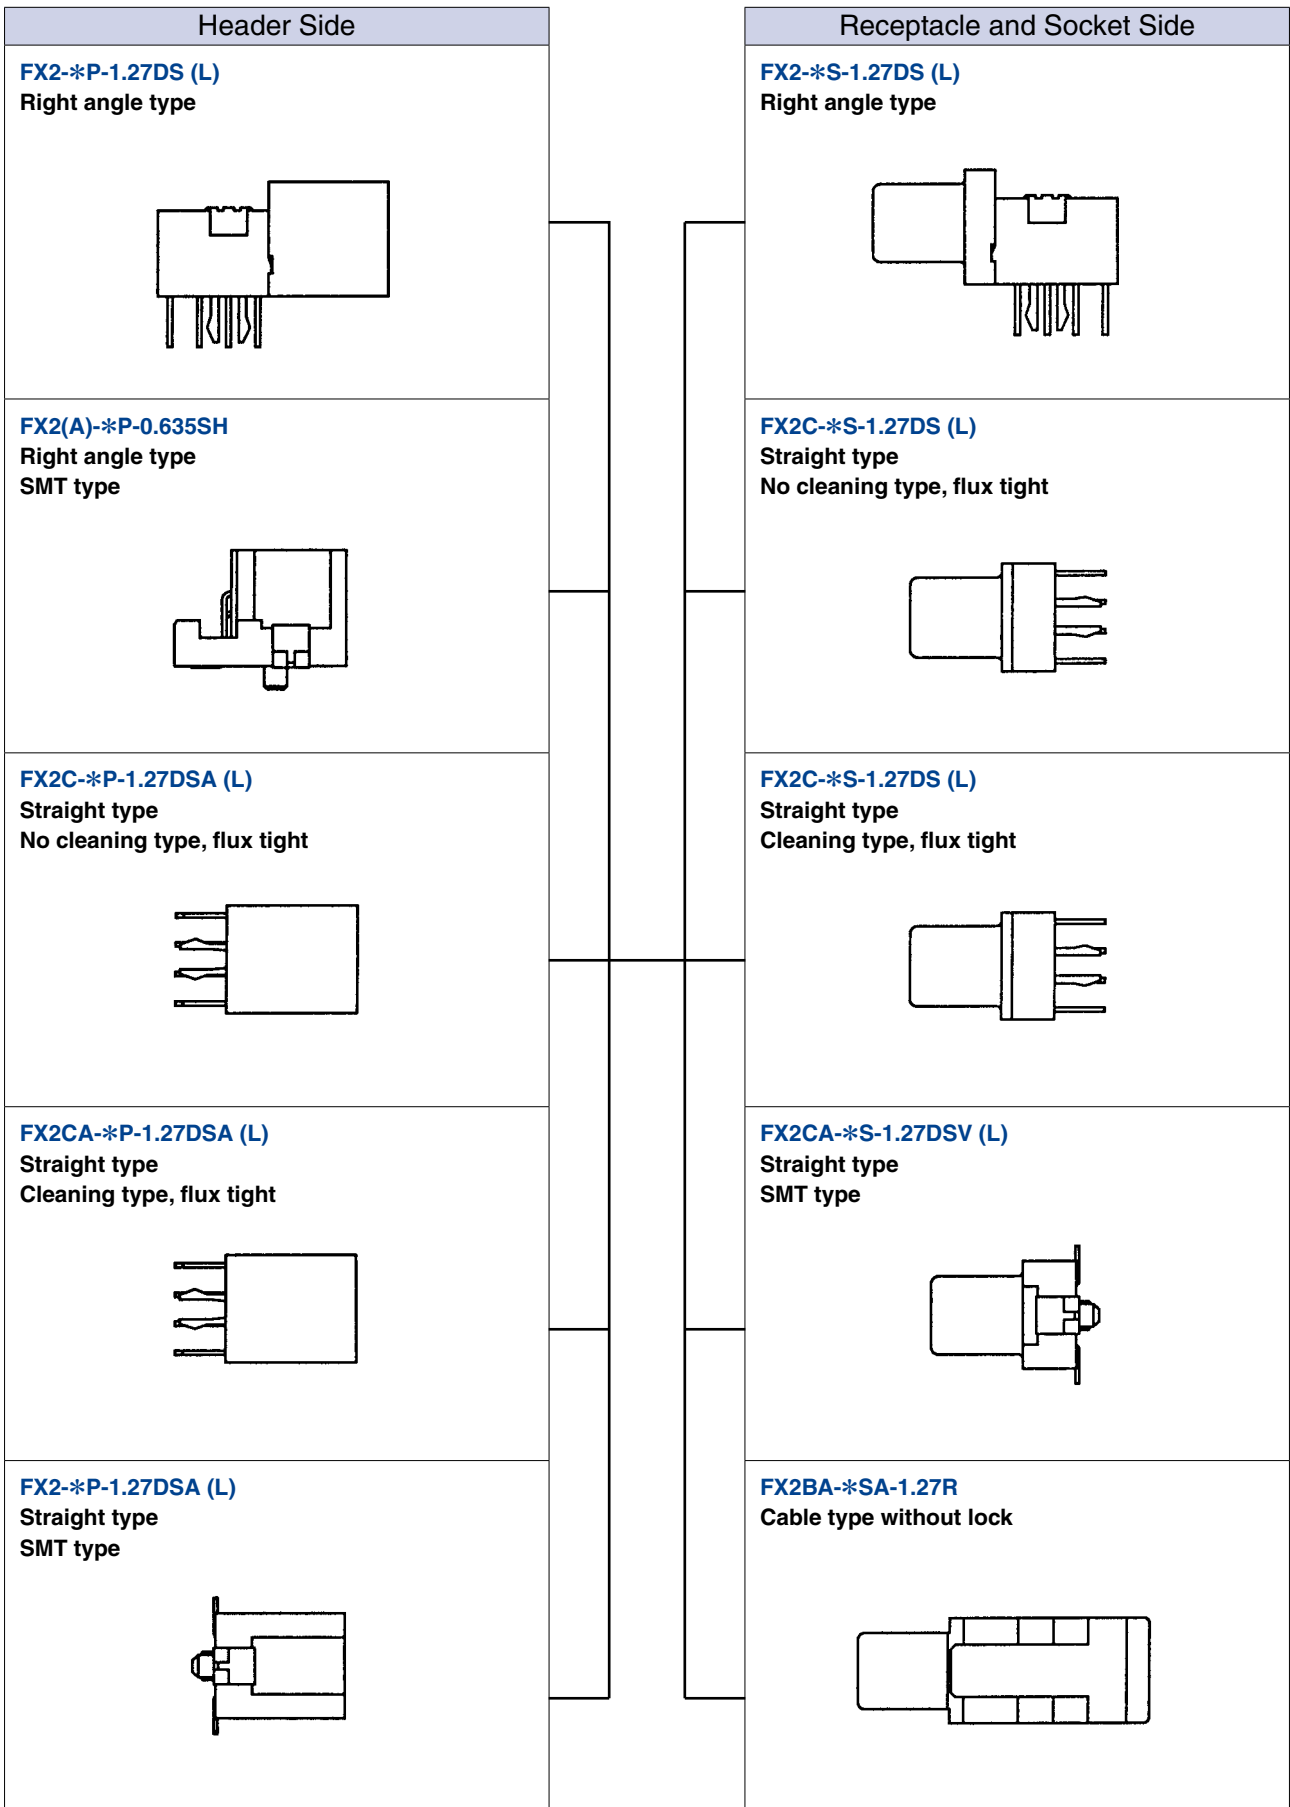 Header Side
FX2-*P-1.27DS (L)
Right angle type
FX2(A)-*P-0.635SH
Right angle type
SMT type
FX2C-*P-1.27DSA (L)
Straight type
No cleaning type, flux tight
FX2CA-*P-1.27DSA (L)
Straight type
Cleaning type, flux tight
FX2-*P-1.27DSA (L)
Straight type
SMT type
Receptacle and Socket Side
FX2-*S-1.27DS (L)
Right angle type
FX2C-*S-1.27DS (L)
Straight type
No cleaning type, flux tight
FX2C-*S-1.27DS (L)
Straight type
Cleaning type, flux tight
FX2CA-*S-1.27DSV (L)
Straight type
SMT type
FX2BA-*SA-1.27R
Cable type without lock